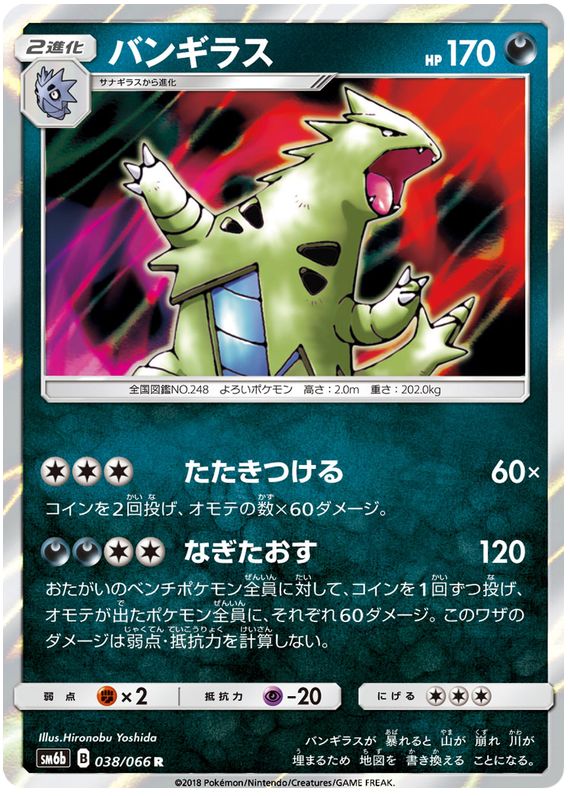 2進化
バンギラス
HP 170
サナギラスから進化
全国図鑑NO.248 よろいポケモン 高さ：2.0m 重さ：202.0kg
たたきつける 60×
コインを2回投げ、オモテの数×60ダメージ。
なぎたおす 120
おたがいのベンチポケモン全員に対して、コインを1回ずつ投げ、
オモテが出たポケモン全員に、それぞれ60ダメージ。このワザの
ダメージは弱点・抵抗力を計算しない。
弱点 ×2 抵抗力 -20 にげる
Illus.Hironobu Yoshida
SM6b B 038/066 R
バンギラスが 暴れると 山が 崩れ 川が
埋まるため 地図を 書き換える ことになる。
©2018 Pokémon/Nintendo/Creatures/GAME FREAK.